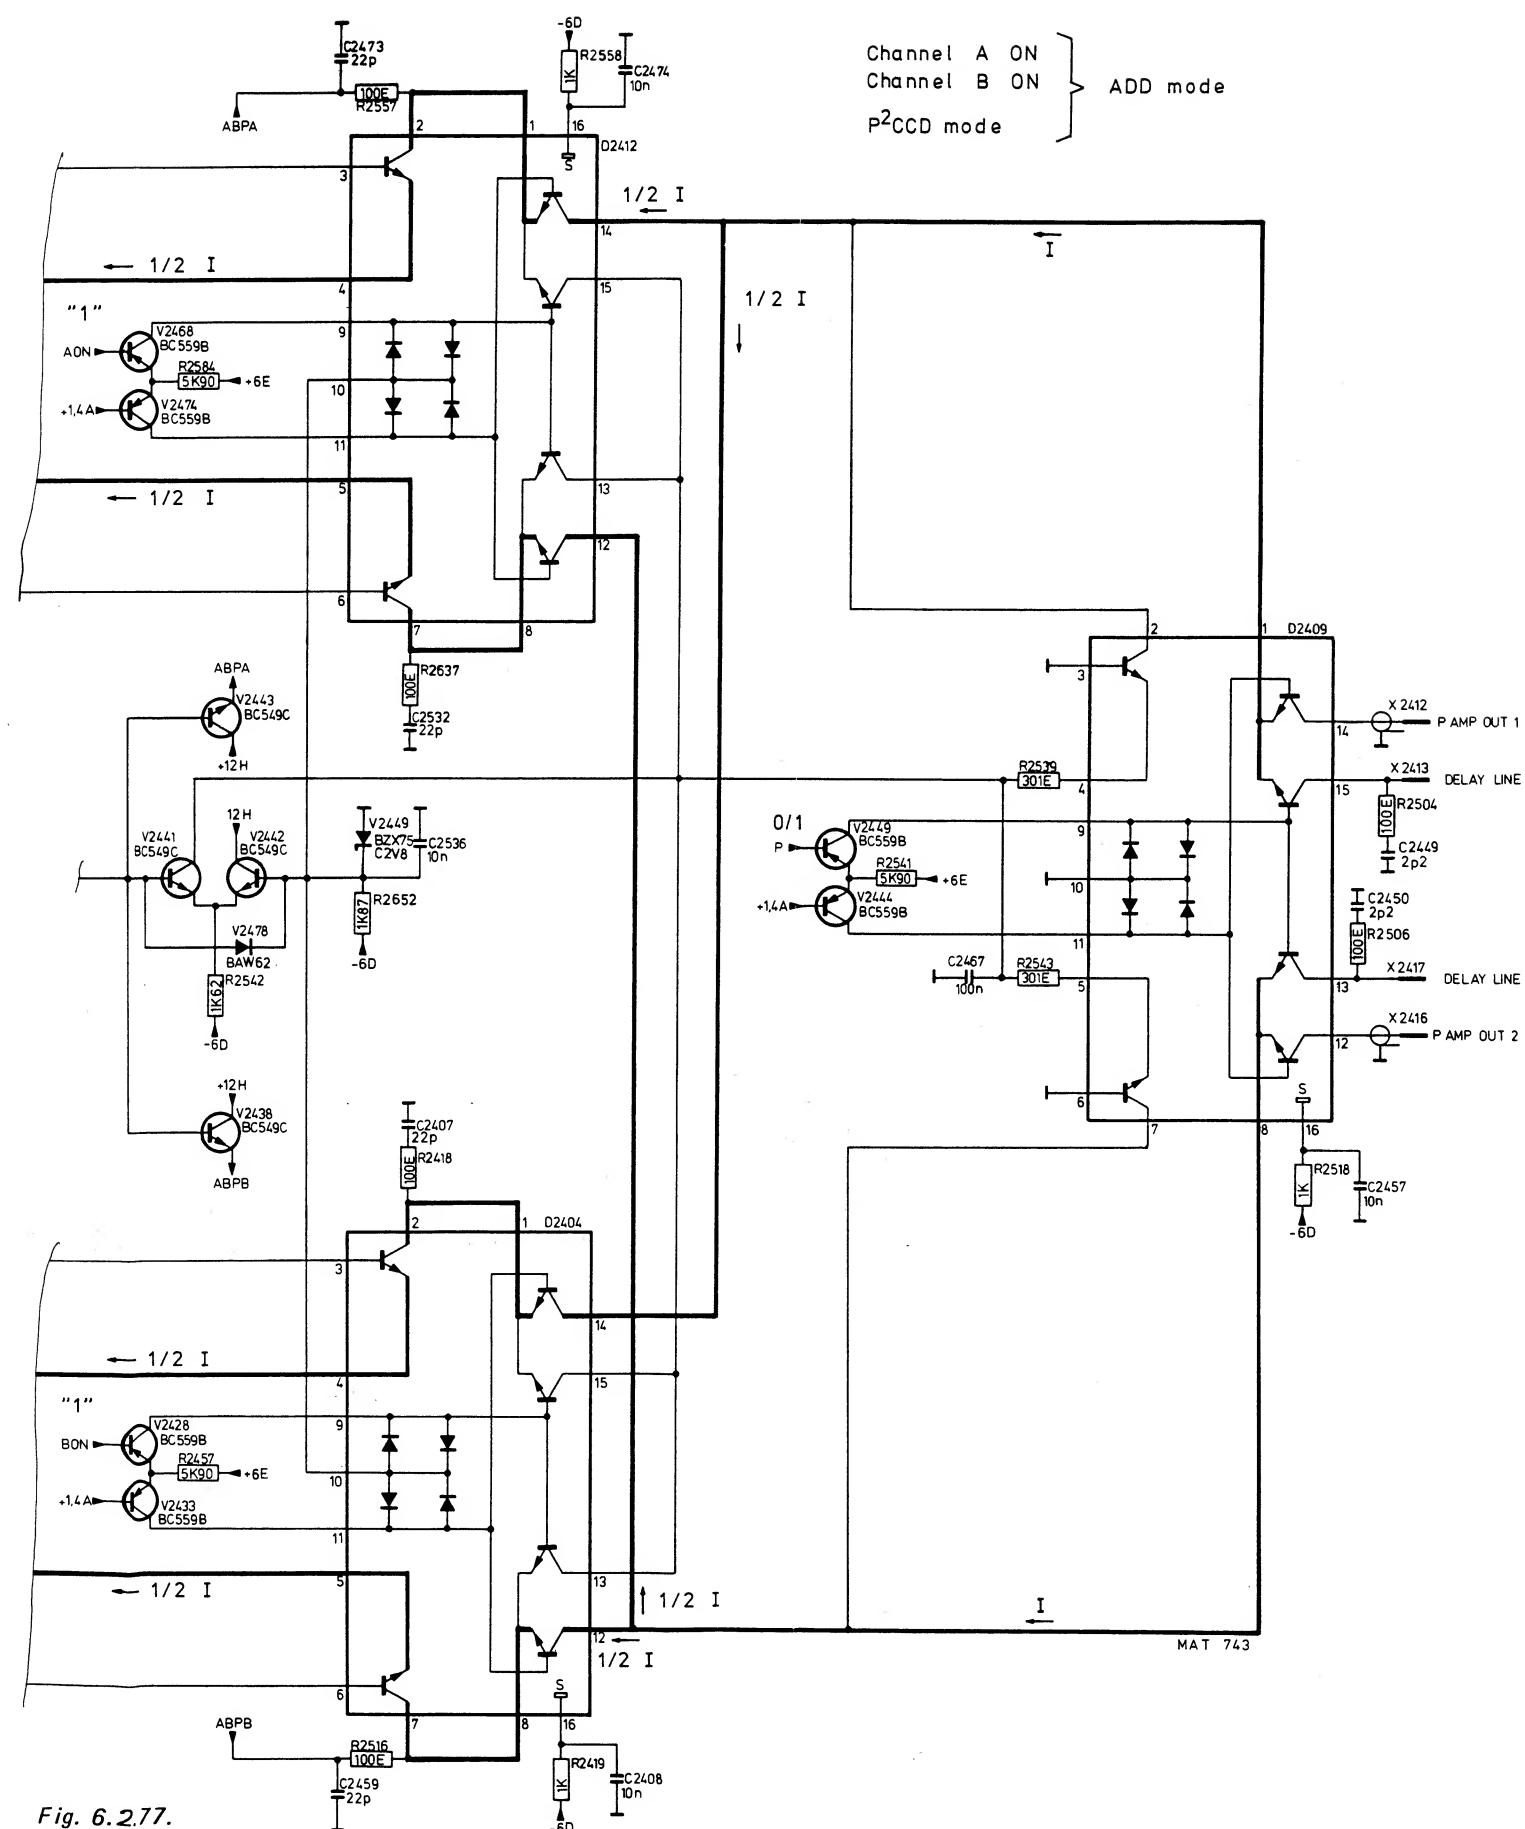 C2473
22p
100E
R2557
ABPA
-6D
R2558
1K
C2474
10n
Channel A ON
Channel B ON
P²CCD mode
ADD mode
2
1
16
D2412
S
3
1/2 I
14
I
1/2 I
4
15
1/2 I
"1"
V2468
BC559B
AON
R2584
5K90
+6E
+1,4A
V2474
BC559B
9
10
11
5
1/2 I
13
12
6
7
8
R2637
100E
C2532
22p
ABPA
V2443
BC549C
+12H
12H
V2441
BC549C
V2442
BC549C
V2449
BZX75
C2V8
C2536
10n
R2652
1K87
-6D
V2478
BAW62
R2542
1K62
-6D
+12H
V2438
BC549C
ABPB
2
1
D2409
3
X2412
14
P AMP OUT 1
R2539
301E
4
X2413
15
DELAY LINE
R2504
100E
C2449
2p2
0/1
P
V2449
BC559B
R2541
5K90
+6E
+1,4A
V2444
BC559B
9
10
11
C2450
2p2
R2506
100E
C2467
100n
R2543
301E
5
X2417
13
DELAY LINE
X2416
12
P AMP OUT 2
S
6
7
8
16
R2518
1K
C2457
10n
-6D
C2407
22p
R2418
100E
2
1
D2404
3
14
1/2 I
4
15
"1"
V2428
BC559B
BON
R2457
5K90
+6E
+1,4A
V2433
BC559B
9
10
11
5
1/2 I
13
1/2 I
I
12
1/2 I
MAT 743
6
S
7
8
16
ABPB
R2516
100E
C2459
22p
R2419
1K
C2408
10n
-6D
Fig. 6.2.77.